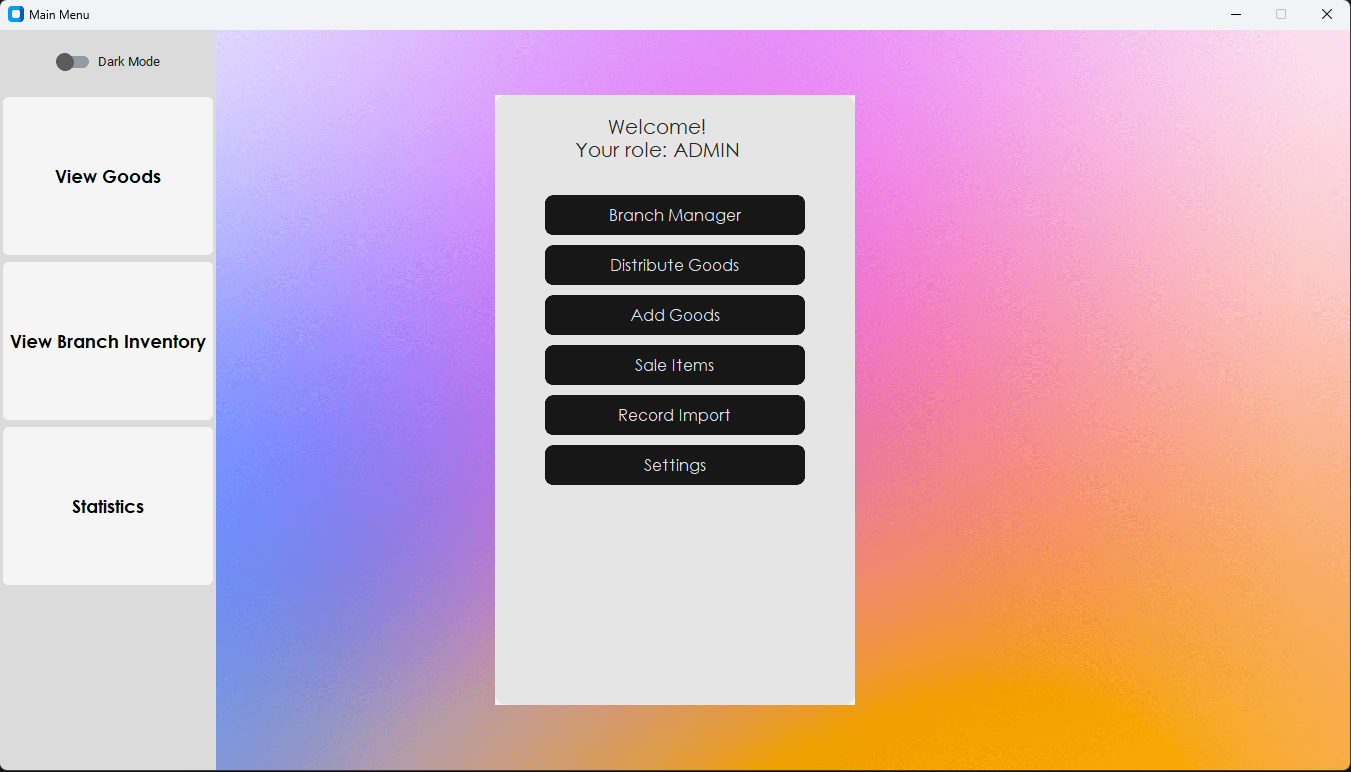 Main Menu
Dark Mode
View Goods
View Branch Inventory
Statistics
Welcome!
Your role: ADMIN
Branch Manager
Distribute Goods
Add Goods
Sale Items
Record Import
Settings